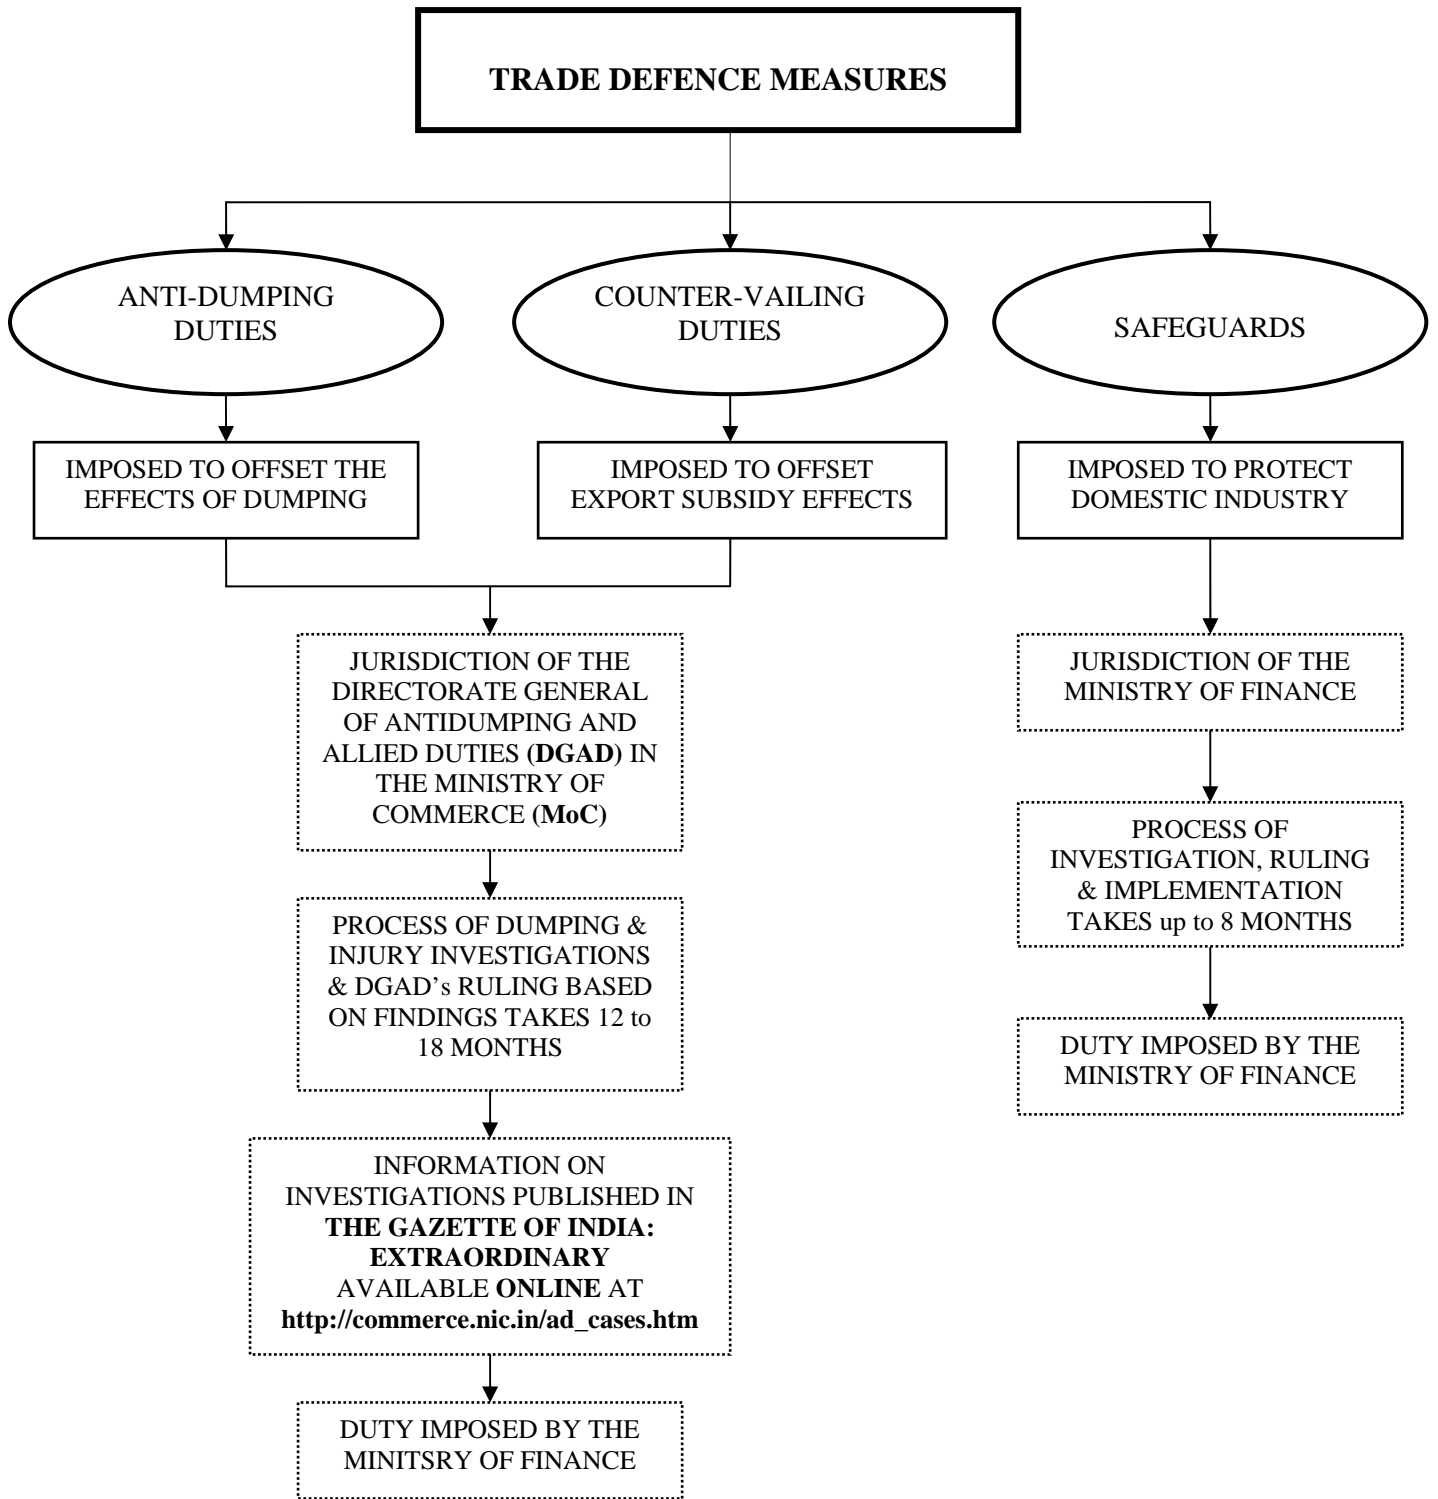 TRADE DEFENCE MEASURES
ANTI-DUMPING
DUTIES
COUNTER-VAILING
DUTIES
SAFEGUARDS
IMPOSED TO OFFSET THE
EFFECTS OF DUMPING
IMPOSED TO OFFSET
EXPORT SUBSIDY EFFECTS
IMPOSED TO PROTECT
DOMESTIC INDUSTRY
JURISDICTION OF THE
DIRECTORATE GENERAL
OF ANTIDUMPING AND
ALLIED DUTIES (DGAD) IN
THE MINISTRY OF
COMMERCE (MoC)
JURISDICTION OF THE
MINISTRY OF FINANCE
PROCESS OF
INVESTIGATION, RULING
& IMPLEMENTATION
TAKES up to 8 MONTHS
PROCESS OF DUMPING &
INJURY INVESTIGATIONS
& DGAD’s RULING BASED
ON FINDINGS TAKES 12 to
18 MONTHS
DUTY IMPOSED BY THE
MINISTRY OF FINANCE
INFORMATION ON
INVESTIGATIONS PUBLISHED IN
THE GAZETTE OF INDIA:
EXTRAORDINARY
AVAILABLE ONLINE AT
http://commerce.nic.in/ad_cases.htm
DUTY IMPOSED BY THE
MINITSRY OF FINANCE